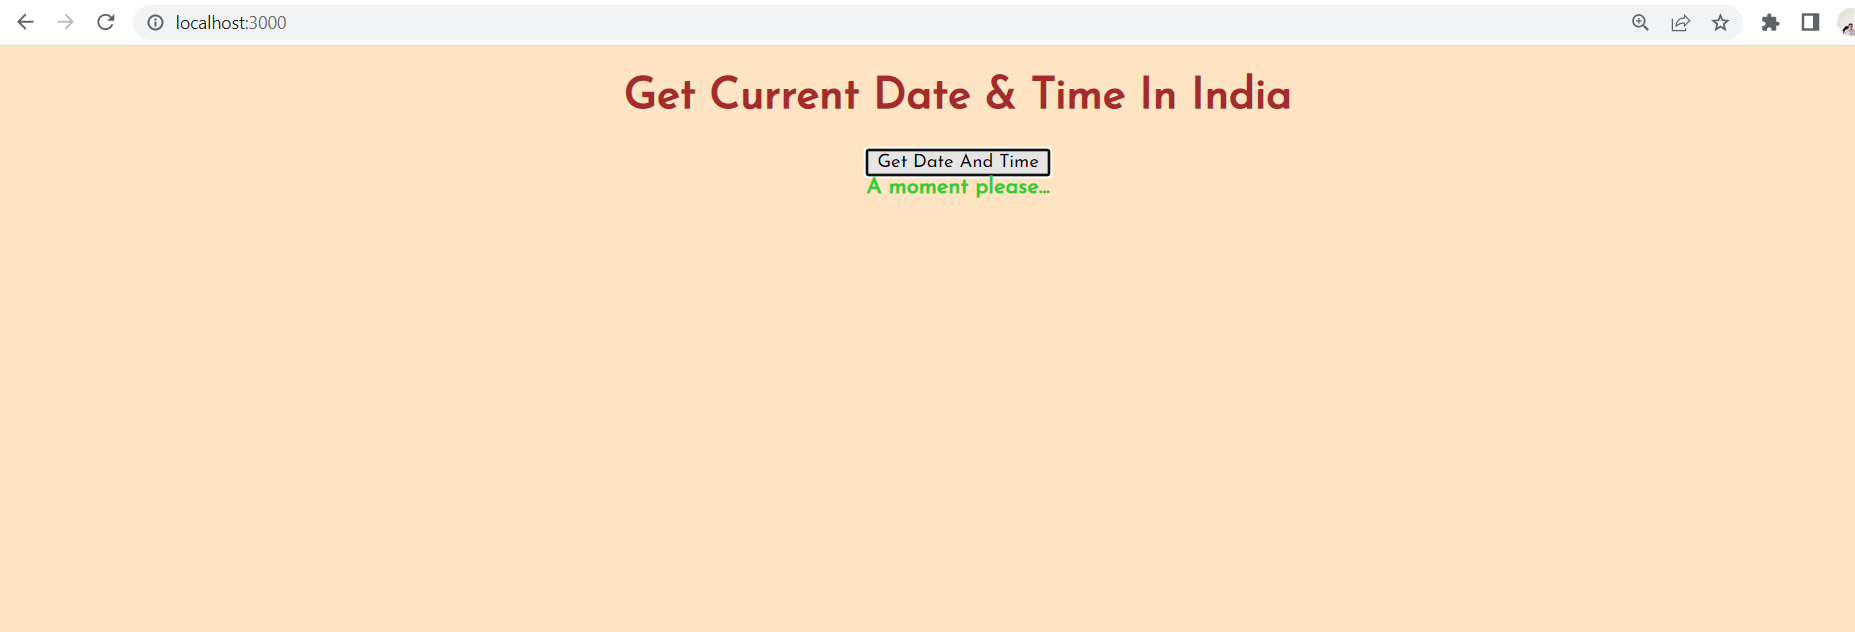 localhost:3000
Get Current Date & Time In India
Get Date And Time
A moment please...